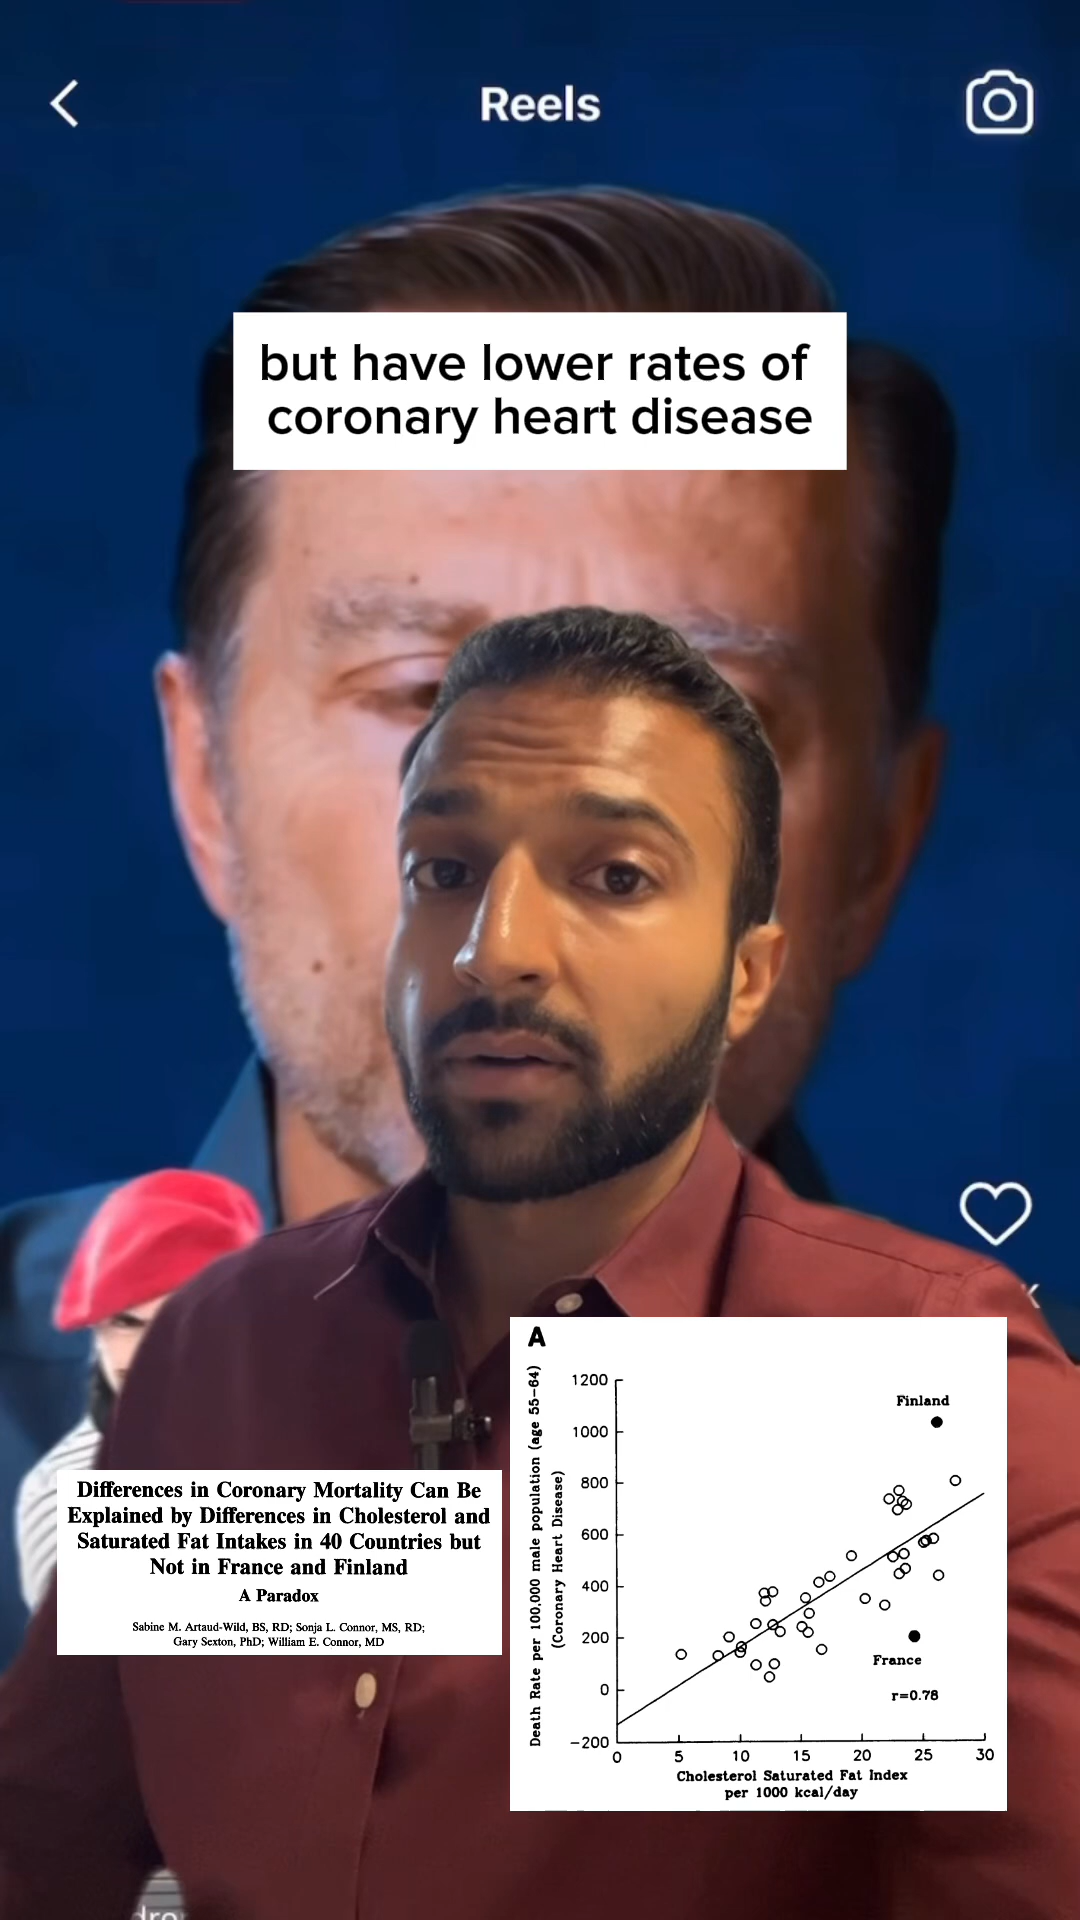 Reels
but have lower rates of
coronary heart disease
Differences in Coronary Mortality Can Be
Explained by Differences in Cholesterol and
Saturated Fat Intakes in 40 Countries but
Not in France and Finland
A Paradox
Sabine M. Artaud-Wild, BS, RD; Sonja L. Connor, MS, RD;
Gary Sexton, PhD; William E. Connor, MD
A
Death Rate per 100,000 male population (age 55-64)
(Coronary Heart Disease)
1200
1000
800
600
400
200
0
-200
Finland
France
r=0.78
0 5 10 15 20 25 30
Cholesterol Saturated Fat Index
per 1000 kcal/day